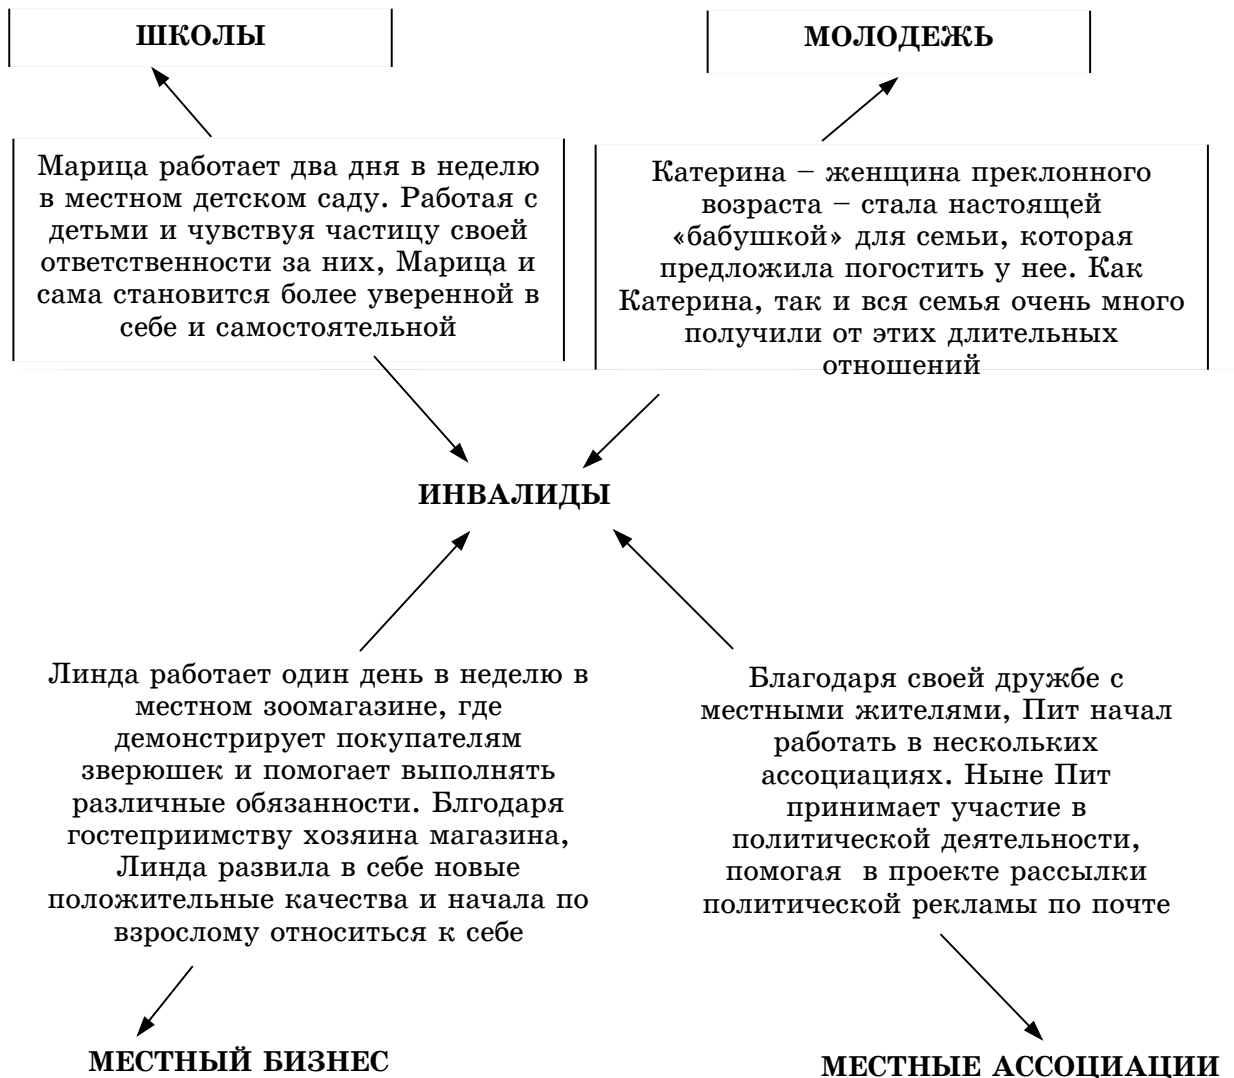 ШКОЛЫ
МОЛОДЕЖЬ
Марица работает два дня в неделю
в местном детском саду. Работая с
детьми и чувствуя частицу своей
ответственности за них, Марица и
сама становится более уверенной в
себе и самостоятельной
Катерина – женщина преклонного
возраста – стала настоящей
«бабушкой» для семьи, которая
предложила погостить у нее. Как
Катерина, так и вся семья очень много
получили от этих длительных
отношений
ИНВАЛИДЫ
Линда работает один день в неделю в
местном зоомагазине, где
демонстрирует покупателям
зверюшек и помогает выполнять
различные обязанности. Блгодаря
гостеприимству хозяина магазина,
Линда развила в себе новые
положительные качества и начала по
взрослому относиться к себе
Благодаря своей дружбе с
местными жителями, Пит начал
работать в нескольких
ассоциациях. Ныне Пит
принимает участие в
политической деятельности,
помогая  в проекте рассылки
политической рекламы по почте
МЕСТНЫЙ БИЗНЕС
МЕСТНЫЕ АССОЦИАЦИИ